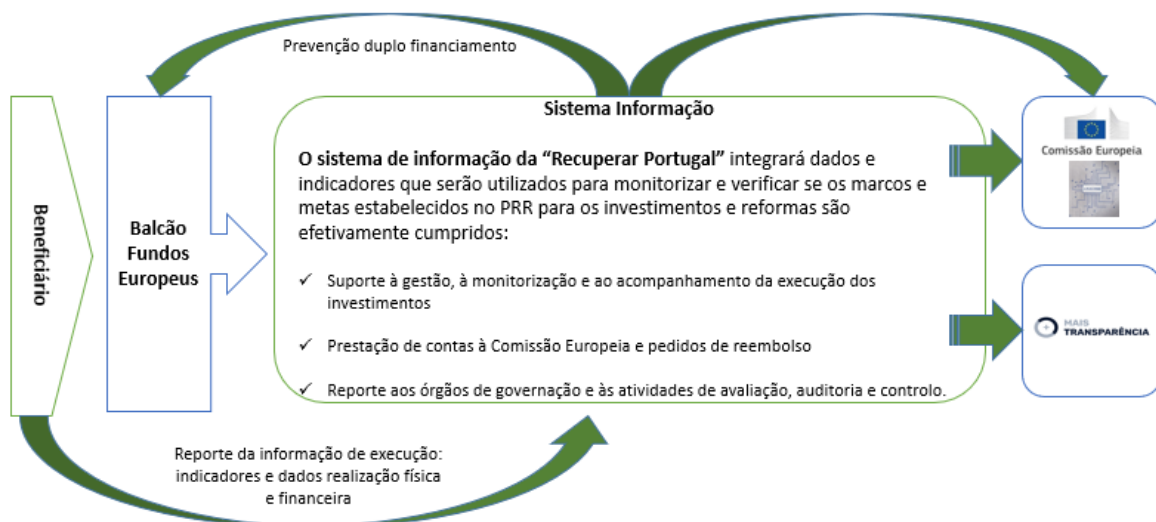 Prevenção duplo financiamento
Beneficiário
Balcão
Fundos
Europeus
Sistema Informação
O sistema de informação da “Recuperar Portugal” integrará dados e
indicadores que serão utilizados para monitorizar e verificar se os marcos e
metas estabelecidos no PRR para os investimentos e reformas são
efetivamente cumpridos:
✓ Suporte à gestão, à monitorização e ao acompanhamento da execução dos
investimentos
✓ Prestação de contas à Comissão Europeia e pedidos de reembolso
✓ Reporte aos órgãos de governação e às atividades de avaliação, auditoria e controlo.
Comissão Europeia
MAIS
TRANSPARÊNCIA
Reporte da informação de execução:
indicadores e dados realização física
e financeira